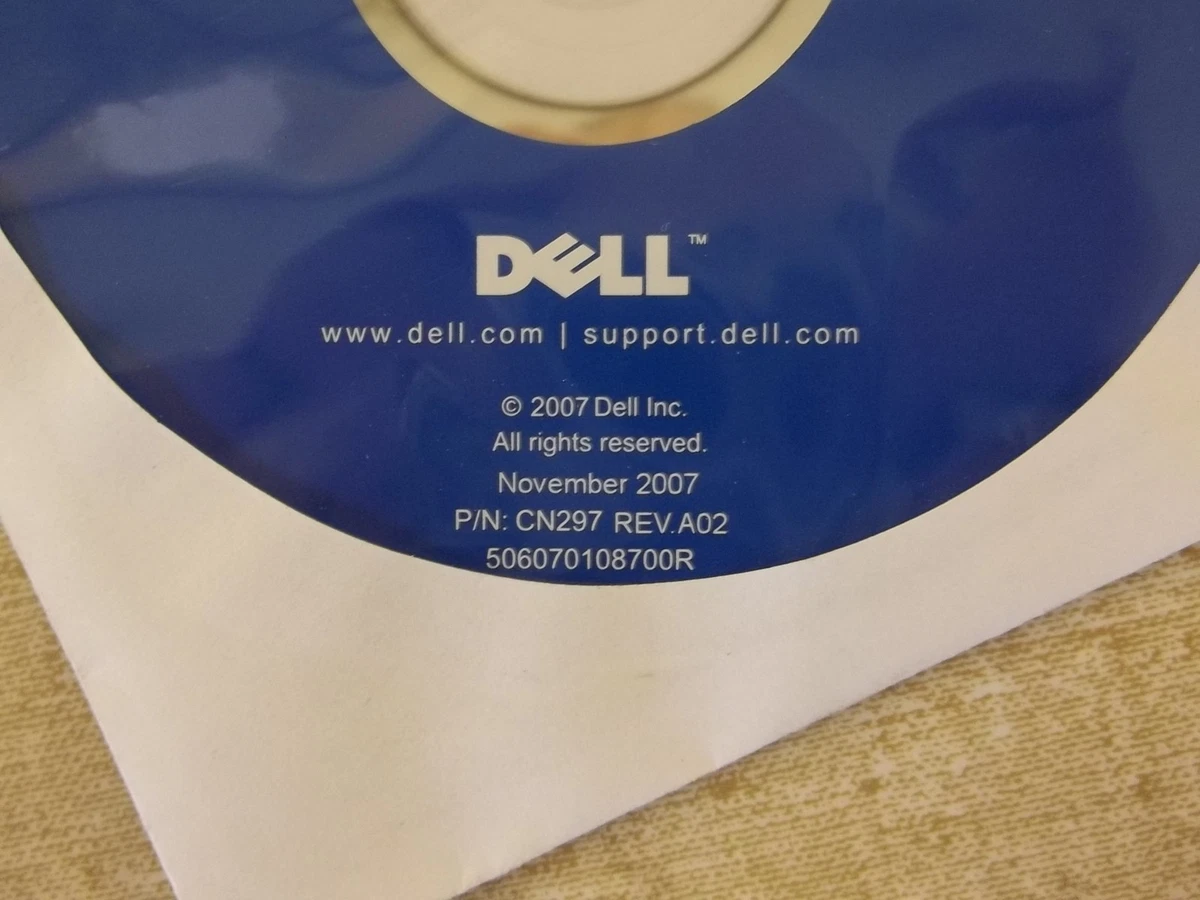 DELL™
www.dell.com | support.dell.com
© 2007 Dell Inc.
All rights reserved.
November 2007
P/N: CN297 REV.A02
506070108700R